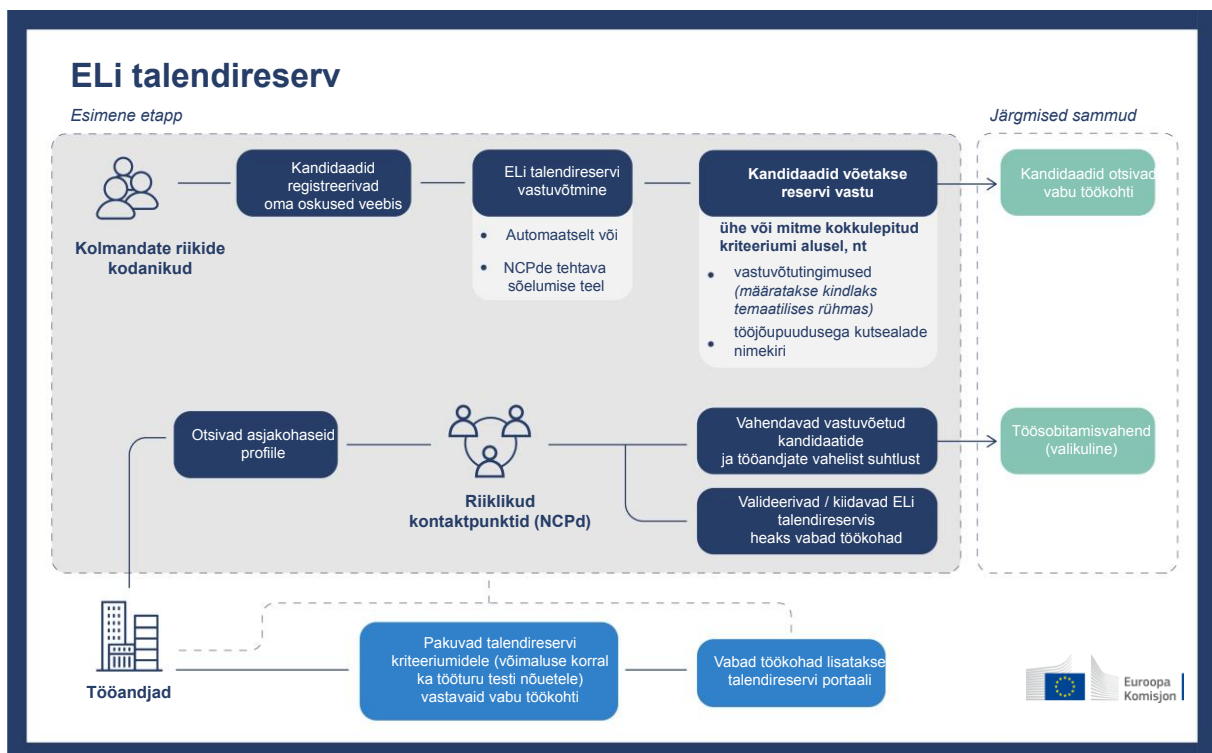 ELi talendireserv
Esimene etapp
Järgmised sammud
Kolmandate riikide
kodanikud
Kandidaadid
registreerivad
oma oskused veebis
ELi talendireservi
vastuvõtmine
• Automaatselt või
• NCPde tehtava
sõelumise teel
Kandidaadid võetakse
reservi vastu
ühe või mitme kokkulepitud
kriteeriumi alusel, nt
• vastuvõtutingimused
(määratakse kindlaks
temaatilises rühmas)
• tööjõupuudusega kutsealade
nimekiri
Kandidaadid otsivad
vabu töökohti
Otsivad asjakohaseid
profiile
Riiklikud
kontaktpunktid (NCPd)
Vahendavad vastuvõetud
kandidaatide
ja tööandjate vahelist suhtlust
Valideerivad / kiidavad ELi
talendireservis
heaks vabad töökohad
Töösobitamisvahend
(valikuline)
Tööandjad
Pakuvad talendireservi
kriteeriumidele (võimaluse korral
ka tööturu testi nõuetele)
vastavaid vabu töökohti
Vabad töökohad lisatakse
talendireservi portaali
Euroopa
Komisjon